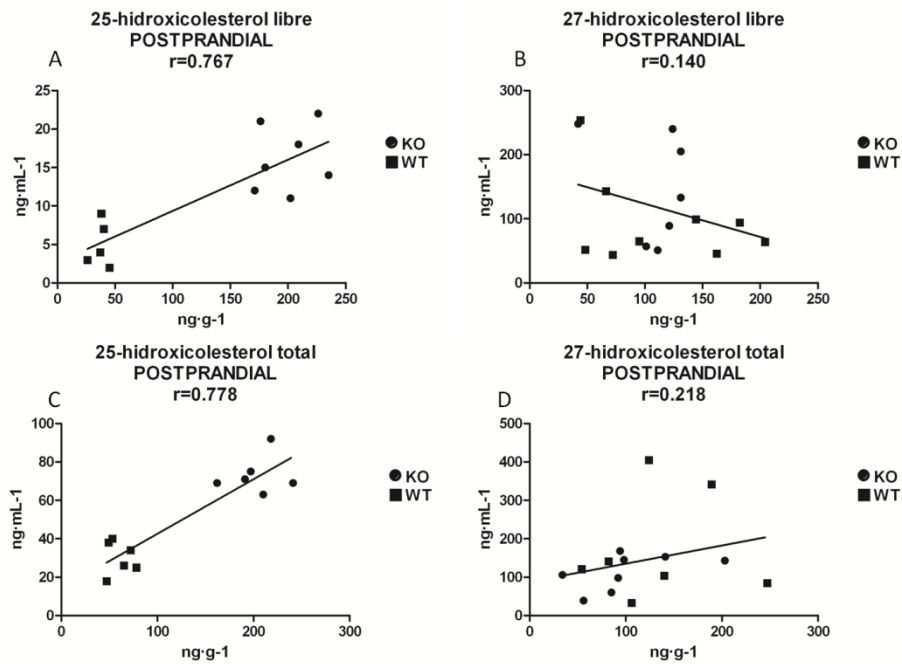 25-hidroxicolesterol libre
POSTPRANDIAL
r=0.767
A
25
20
15
10
5
0
ng·mL-1
0 50 100 150 200 250
ng·g-1
KO
WT
27-hidroxicolesterol libre
POSTPRANDIAL
r=0.140
B
300
200
100
0
ng·mL-1
0 50 100 150 200 250
ng·g-1
KO
WT
25-hidroxicolesterol total
POSTPRANDIAL
r=0.778
C
100
80
60
40
20
0
ng·mL-1
0 100 200 300
ng·g-1
KO
WT
27-hidroxicolesterol total
POSTPRANDIAL
r=0.218
D
500
400
300
200
100
0
ng·mL-1
0 100 200 300
ng·g-1
KO
WT